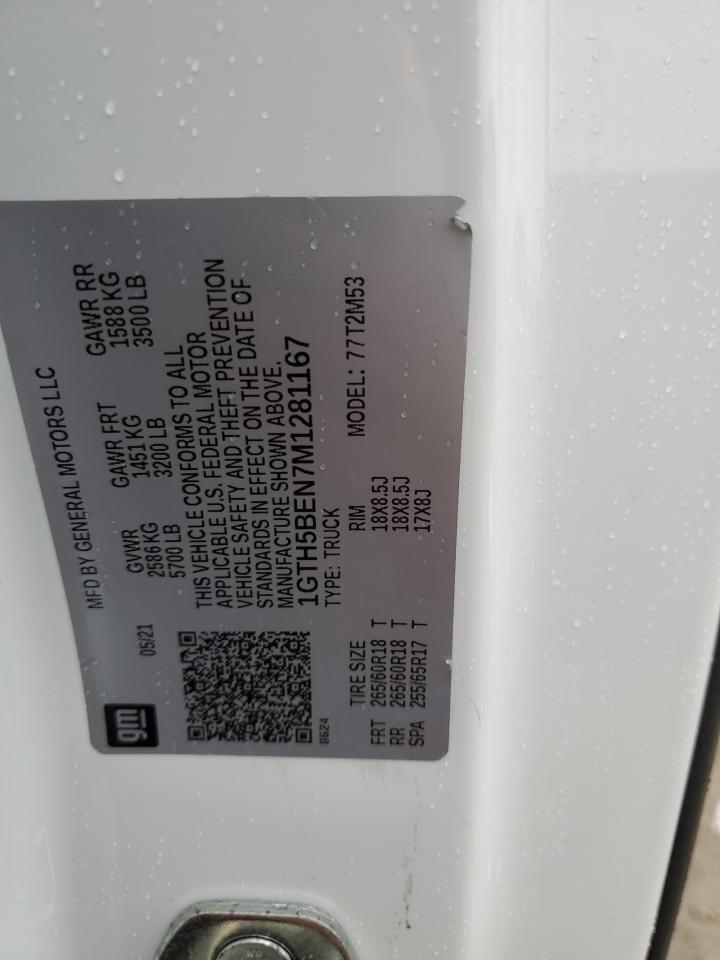 gm
MFD BY GENERAL MOTORS LLC
05/21
GVWR GAWR FRT GAWR RR
2586 KG 1451 KG 1588 KG
5700 LB 3200 LB 3500 LB
THIS VEHICLE CONFORMS TO ALL
APPLICABLE U.S. FEDERAL MOTOR
VEHICLE SAFETY AND THEFT PREVENTION
STANDARDS IN EFFECT ON THE DATE OF
MANUFACTURE SHOWN ABOVE.
1GTH5BEN7M1281167
8624
TYPE: TRUCK MODEL: 77T2M53
TIRE SIZE RIM
FRT 265/60R18 T 18X8.5J
RR 265/60R18 T 18X8.5J
SPA 255/65R17 T 17X8J